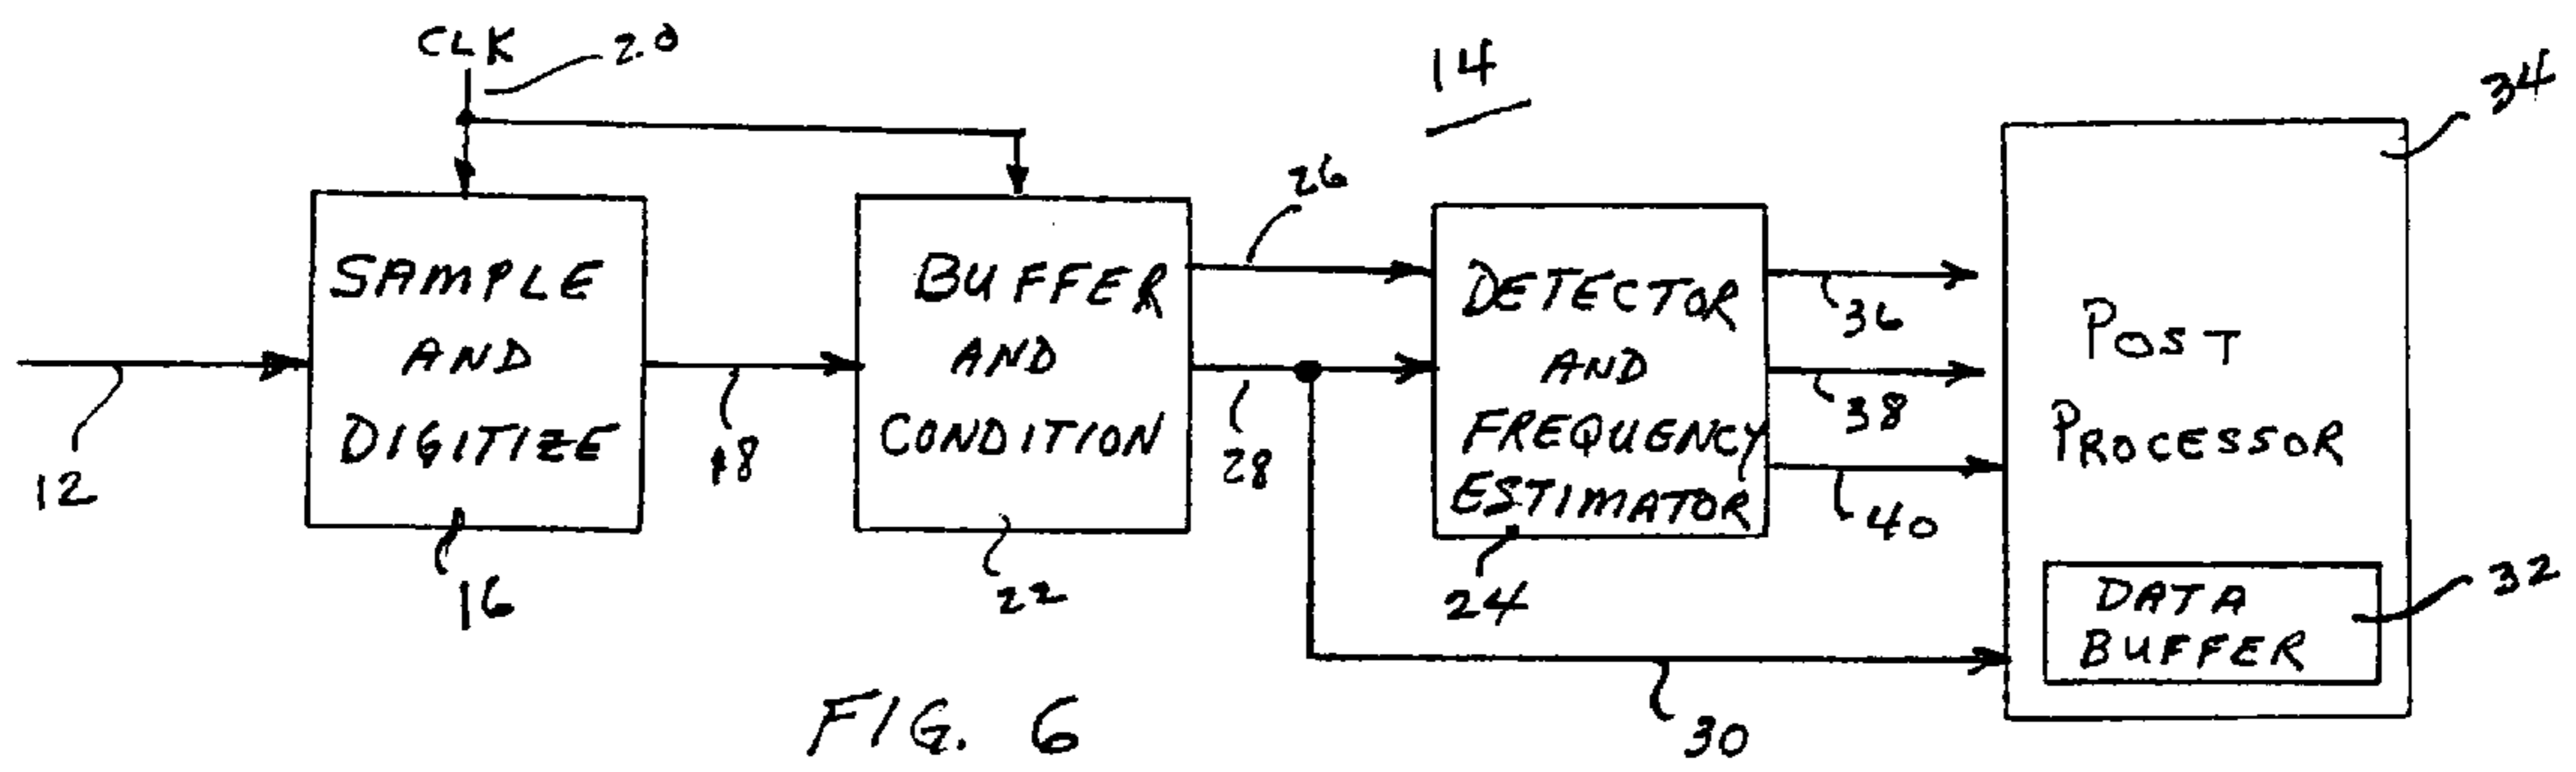 CLK
20
14
34
26
SAMPLE
AND
DIGITIZE
BUFFER
AND
CONDITION
DETECTOR
AND
FREQUENCY
ESTIMATOR
POST
PROCESSOR
36
38
40
12
18
28
16
22
24
DATA
BUFFER
32
30
FIG. 6